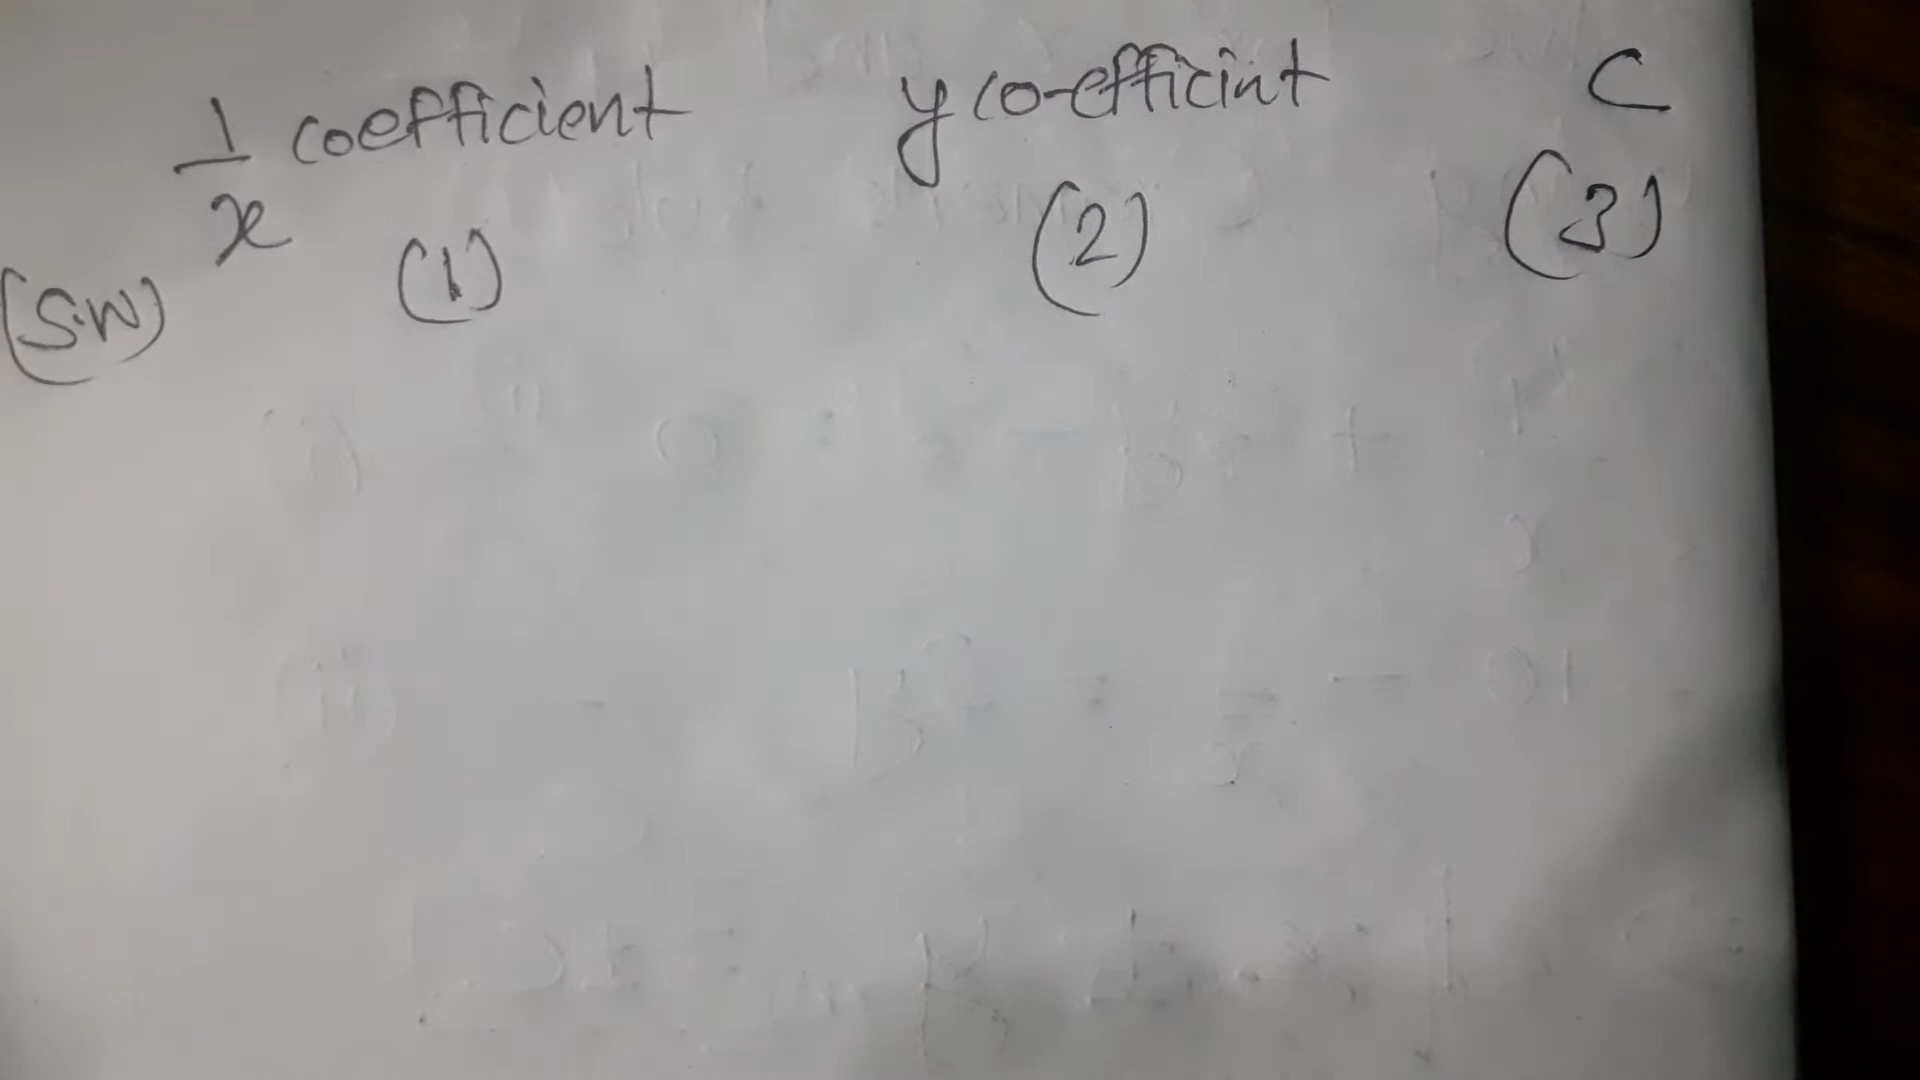 1/x coefficient y co-efficint C
(S.W) (1) (2) (3)